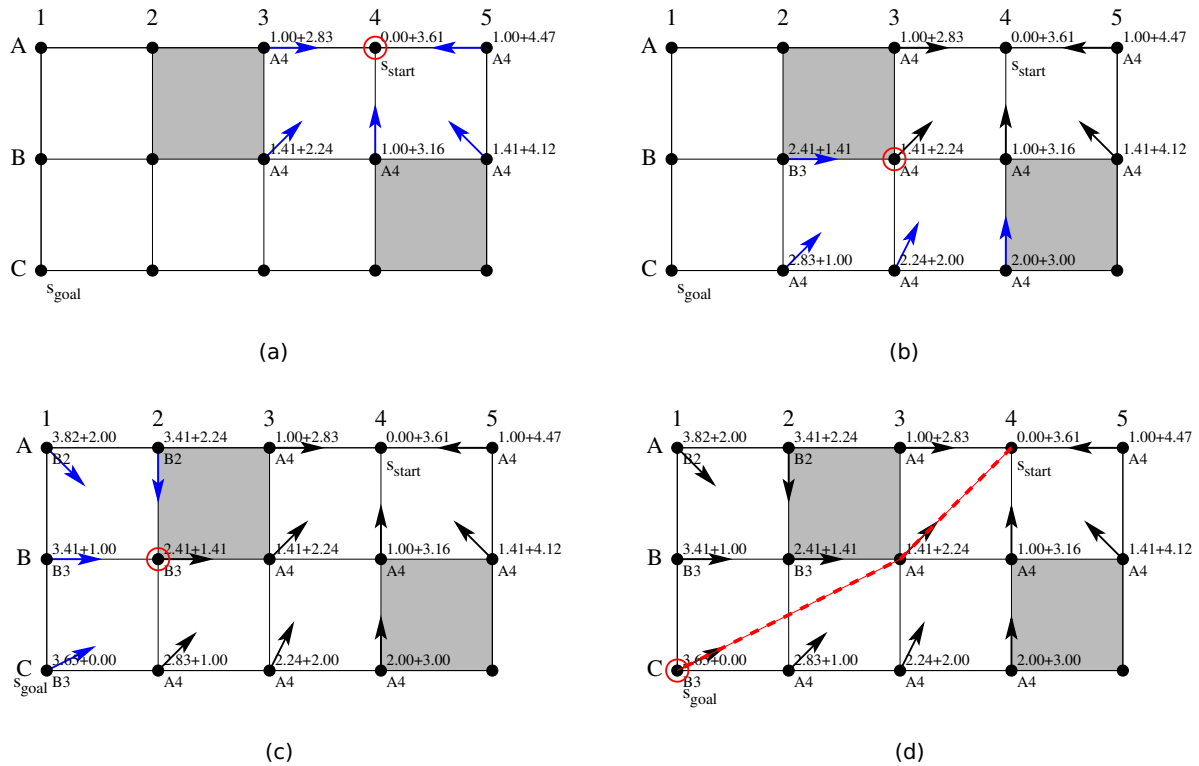 1 2 3 4 5
A 1.00+2.83 0.00+3.61 1.00+4.47
A4 s_start A4
B 1.41+2.24 1.00+3.16 1.41+4.12
A4 A4 A4
C
s_goal
(a)
1 2 3 4 5
A 1.00+2.83 0.00+3.61 1.00+4.47
A4 s_start A4
B 2.41+1.41 1.41+2.24 1.00+3.16 1.41+4.12
B3 A4 A4 A4
C 2.83+1.00 2.24+2.00 2.00+3.00
s_goal A4 A4 A4
(b)
1 2 3 4 5
A 3.82+2.00 3.41+2.24 1.00+2.83 0.00+3.61 1.00+4.47
B2 B2 A4 s_start A4
B 3.41+1.00 2.41+1.41 1.41+2.24 1.00+3.16 1.41+4.12
B3 B3 A4 A4 A4
C 3.65+0.00 2.83+1.00 2.24+2.00 2.00+3.00
s_goal B3 A4 A4 A4
(c)
1 2 3 4 5
A 3.82+2.00 3.41+2.24 1.00+2.83 0.00+3.61 1.00+4.47
B2 B2 A4 s_start A4
B 3.41+1.00 2.41+1.41 1.41+2.24 1.00+3.16 1.41+4.12
B3 B3 A4 A4 A4
C 3.65+0.00 2.83+1.00 2.24+2.00 2.00+3.00
B3 A4 A4 A4
s_goal
(d)